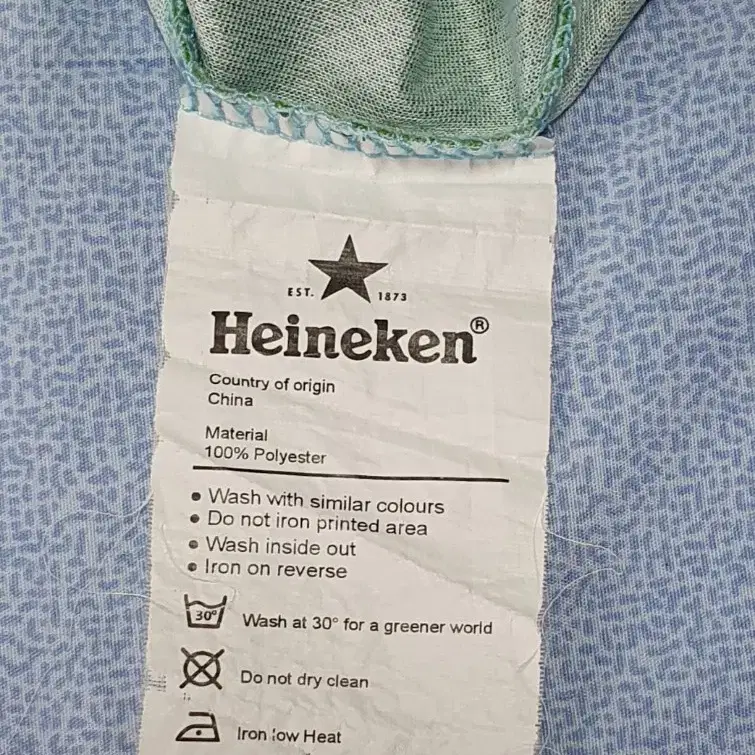 EST. 1873
Heineken®
Country of origin
China
Material
100% Polyester
• Wash with similar colours
• Do not iron printed area
• Wash inside out
• Iron on reverse
30° Wash at 30° for a greener world
Do not dry clean
Iron low Heat